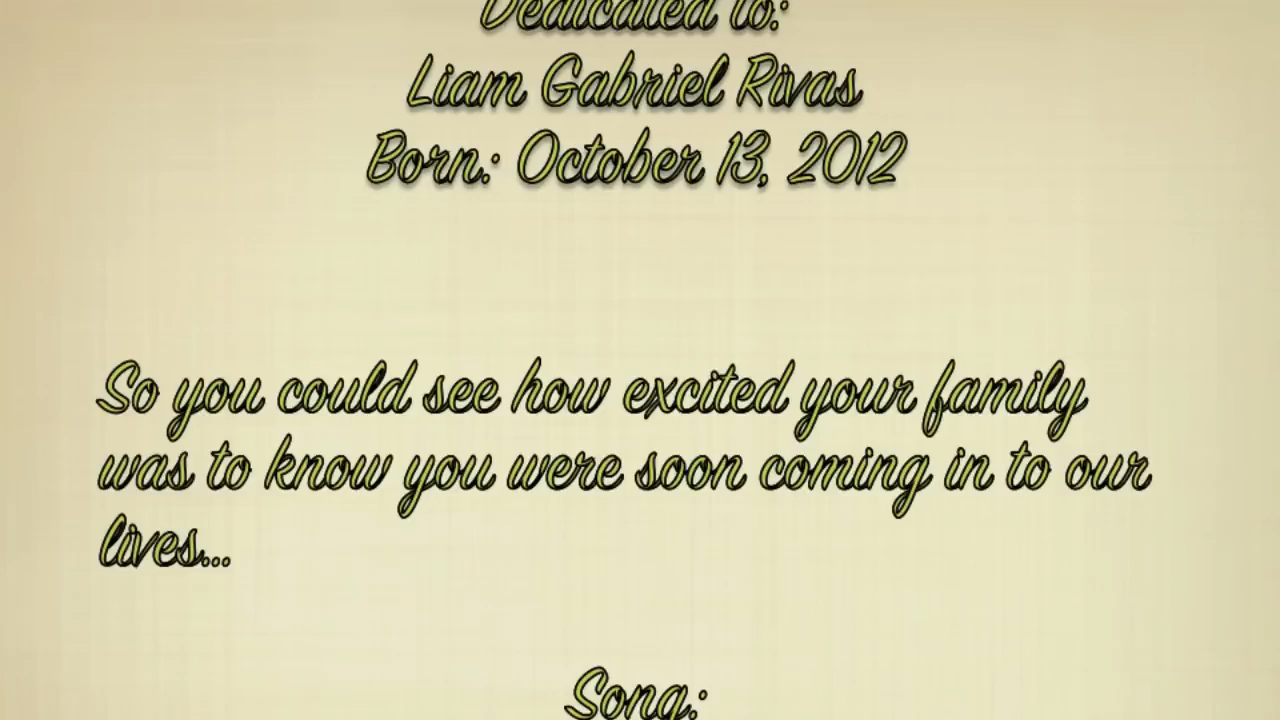 Dedicated to:
Liam Gabriel Rivas
Born: October 13, 2012
So you could see how excited your family
was to know you were soon coming in to our
lives...
Song: